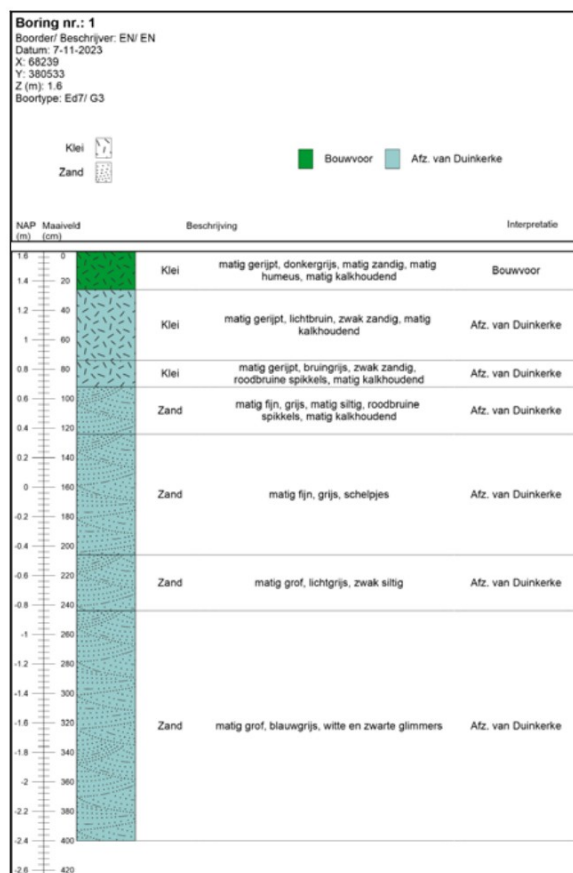 Boring nr.: 1
Boorder/ Beschrijver: EN/ EN
Datum: 7-11-2023
X: 68239
Y: 380533
Z (m): 1.6
Boortype: Ed7/ G3
Klei
Zand
Bouwvoor
Afz. van Duinkerke
NAP Maaiveld Beschrijving Interpretatie
(m) (cm)
1.6 0
Klei matig gerijpt, donkergrijs, matig zandig, matig Bouwvoor
humeus, matig kalkhoudend
1.4 20
40
1.2
Klei matig gerijpt, lichtbruin, zwak zandig, matig Afz. van Duinkerke
kalkhoudend
1 60
0.8 80
Klei matig gerijpt, bruingrijs, zwak zandig, Afz. van Duinkerke
roodbruine spikkels, matig kalkhoudend
0.6 100
Zand matig fijn, grijs, matig siltig, roodbruine Afz. van Duinkerke
spikkels, matig kalkhoudend
0.4 120
0.2 140
0 160
Zand matig fijn, grijs, schelpjes Afz. van Duinkerke
-0.2 180
-0.4 200
-0.6 220
Zand matig grof, lichtgrijs, zwak siltig Afz. van Duinkerke
-0.8 240
-1 260
-1.2 280
-1.4 300
-1.6 320
Zand matig grof, blauwgrijs, witte en zwarte glimmers Afz. van Duinkerke
-1.8 340
-2 360
-2.2 380
-2.4 400
-2.6 420